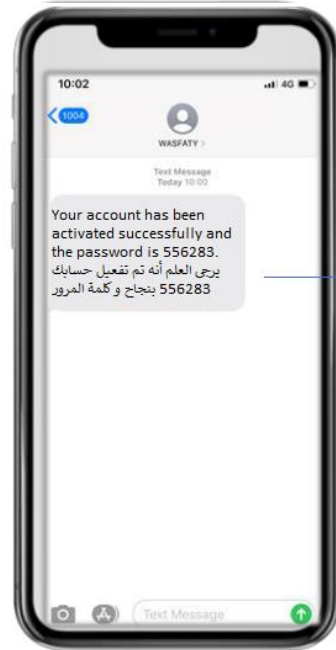 10:02
4G
1004
WASFATY >
Text Message
Today 10:00
Your account has been
activated successfully and
the password is 556283.
يرجى العلم أنه تم تفعيل حسابك
بنجاح و كلمة المرور 556283
Text Message